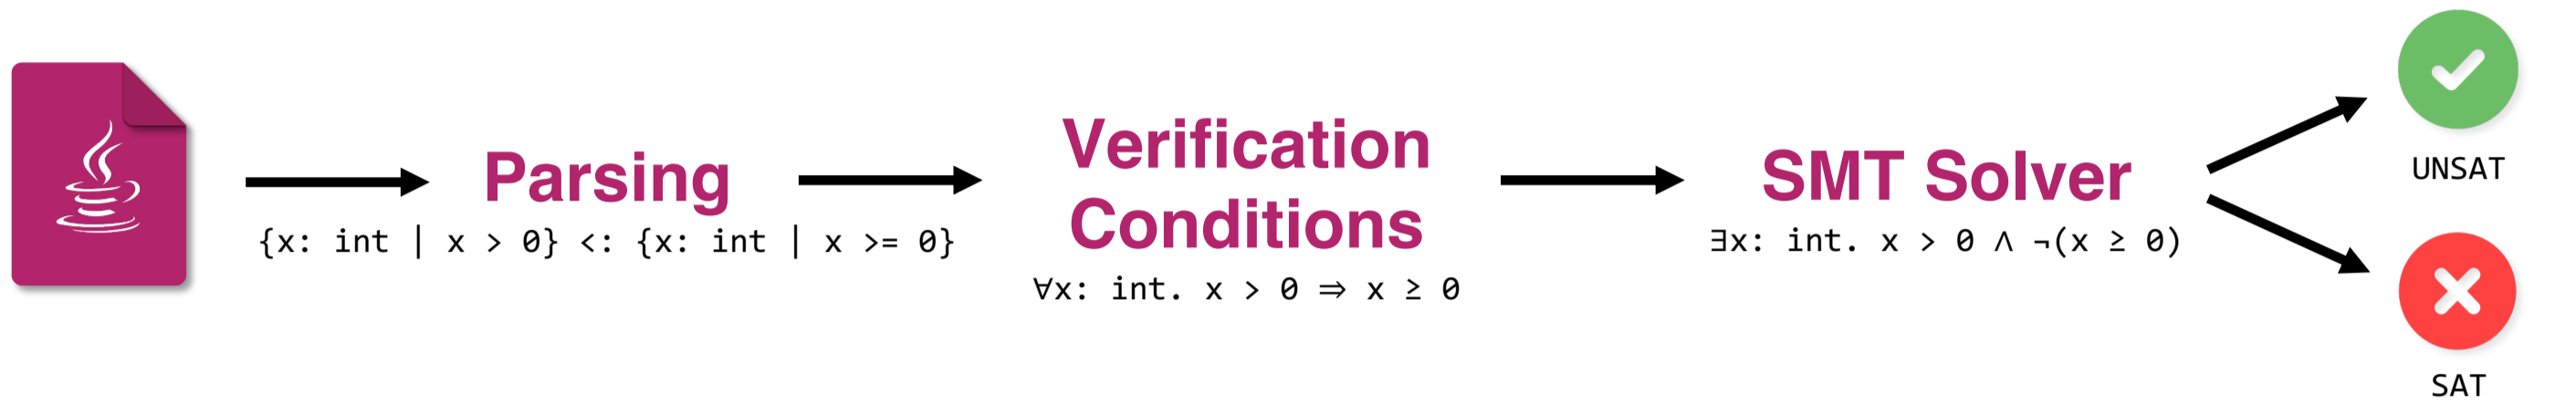 Parsing
{x: int | x > 0} <: {x: int | x >= 0}
Verification
Conditions
∀x: int. x > 0 ⇒ x ≥ 0
SMT Solver
∃x: int. x > 0 ∧ ¬(x ≥ 0)
UNSAT
SAT